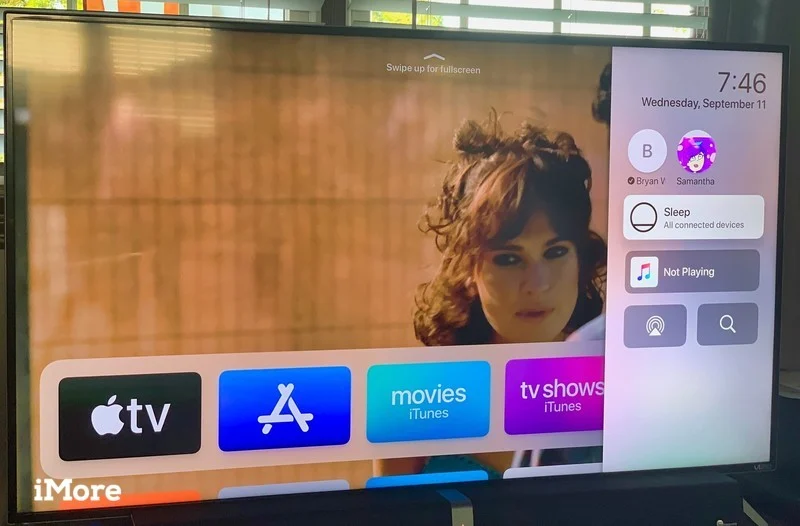 Swipe up for fullscreen
7:46
Wednesday, September 11
B
Bryan V
Samantha
Sleep
All connected devices
Not Playing
tv
movies
iTunes
tv shows
iTunes
iMore